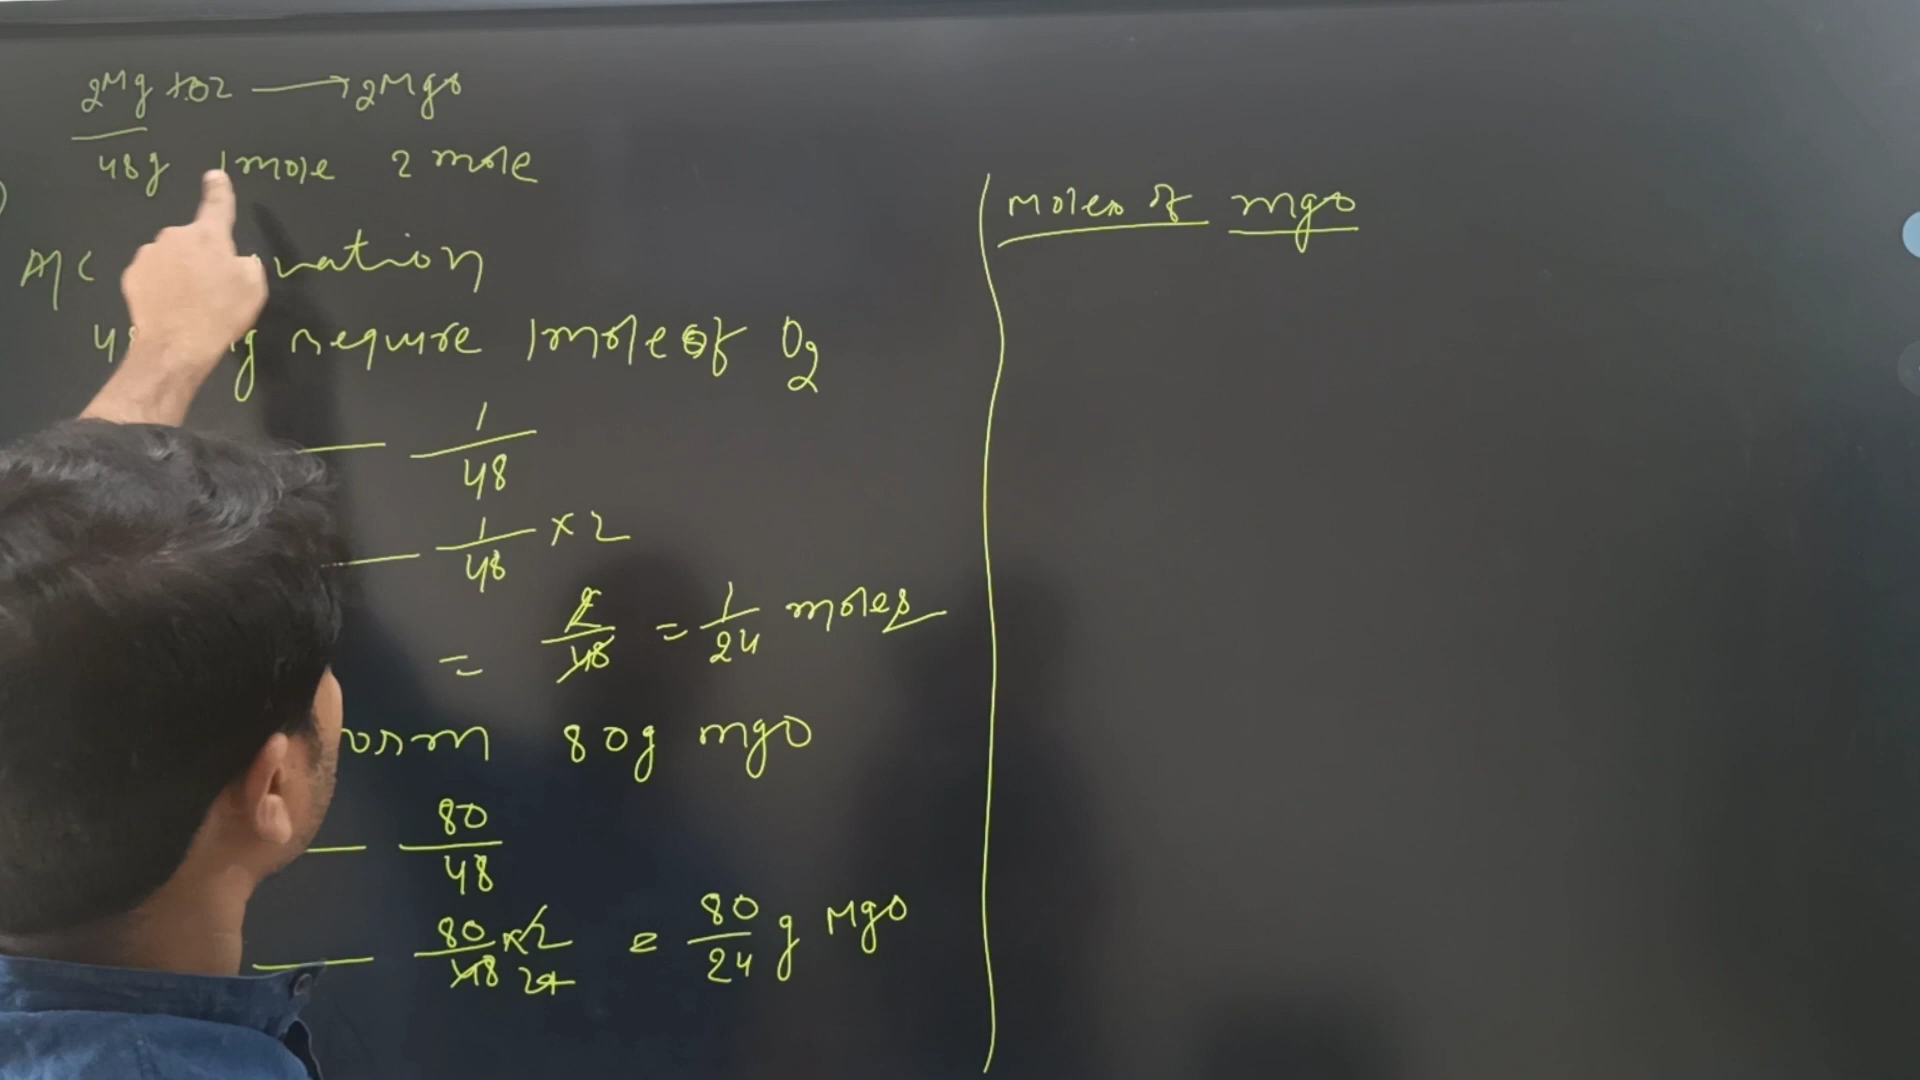 2Mg + O2 → 2MgO
48g 1mole 2 mole
A/c
require 1mole of O2
1/48
1/48 × 2
= 2/48 = 1/24 moles
80g mgo
80/48
80/48 × 2 24 = 80/24 g MgO
Moles of mgo